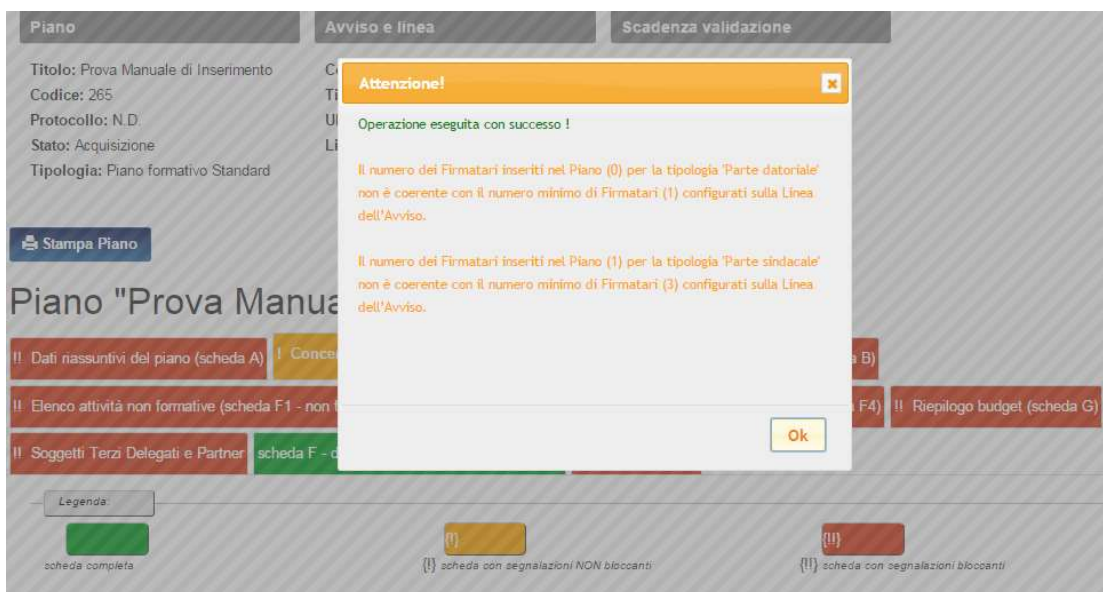 Piano
Avviso e linea
Scadenza validazione
Titolo: Prova Manuale di Inserimento
Codice: 265
Protocollo: N.D.
Stato: Acquisizione
Tipologia: Piano formativo Standard
Attenzione!
Operazione eseguita con successo !
Il numero dei Firmatari inseriti nel Piano (0) per la tipologia 'Parte datoriale'
non è coerente con il numero minimo di Firmatari (1) configurati sulla Linea
dell'Avviso.
Il numero dei Firmatari inseriti nel Piano (1) per la tipologia 'Parte sindacale'
non è coerente con il numero minimo di Firmatari (3) configurati sulla Linea
dell'Avviso.
Ok
Stampa Piano
Piano "Prova Manua
!! Dati riassuntivi del piano (scheda A)
! Conce
B)
!! Elenco attività non formative (scheda F1 - non
F4)
!! Riepilogo budget (scheda G)
!! Soggetti Terzi Delegati e Partner
scheda F - d
Legenda:
{!}
{!!}
scheda completa
{!} scheda con segnalazioni NON bloccanti
{!!} scheda con segnalazioni bloccanti